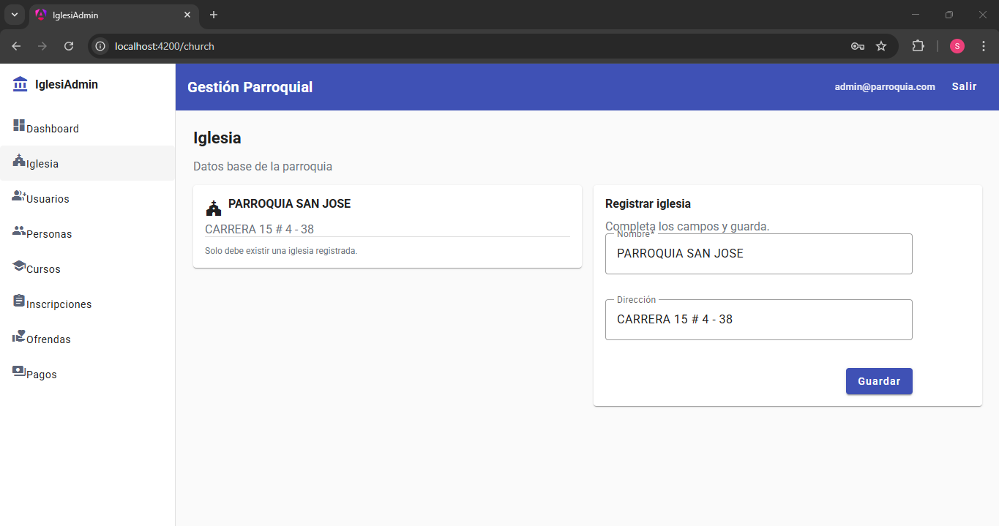 IglesiAdmin
localhost:4200/church
S
IglesiAdmin
Gestión Parroquial
admin@parroquia.com
Salir
Dashboard
Iglesia
Usuarios
Personas
Cursos
Inscripciones
Ofrendas
Pagos
Iglesia
Datos base de la parroquia
PARROQUIA SAN JOSE
CARRERA 15 # 4 - 38
Solo debe existir una iglesia registrada.
Registrar iglesia
Completa los campos y guarda.
Nombre*
PARROQUIA SAN JOSE
Dirección
CARRERA 15 # 4 - 38
Guardar